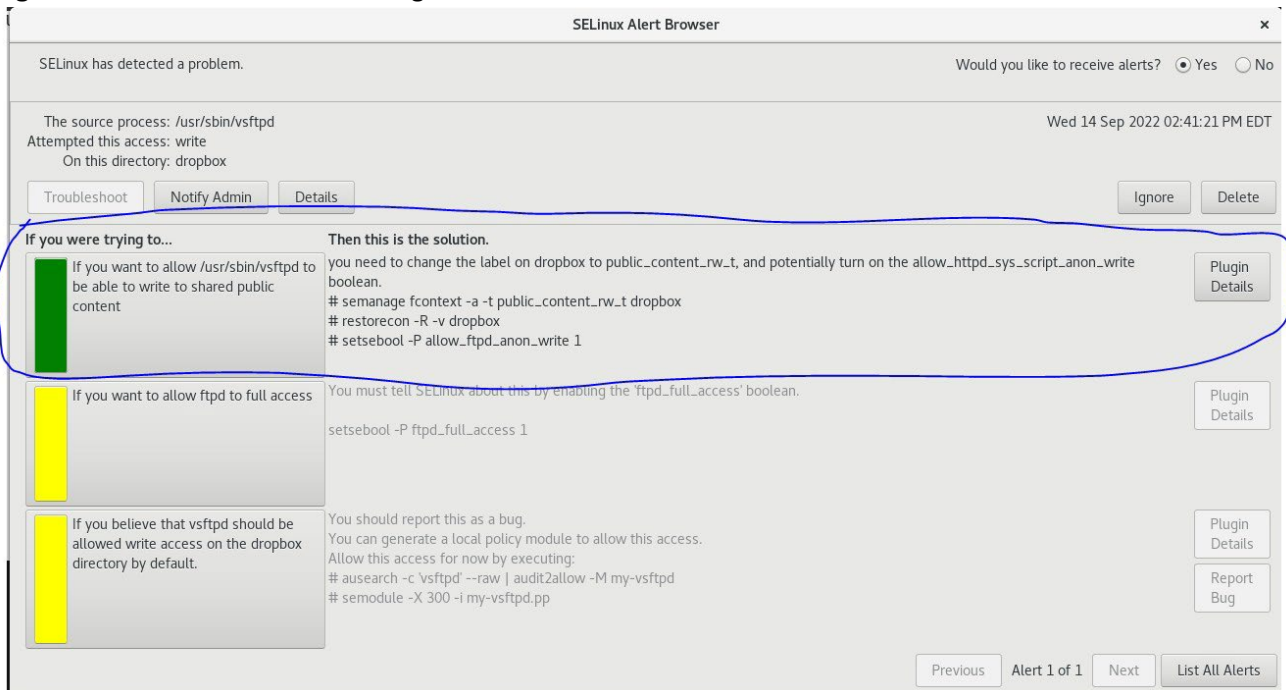 SELinux Alert Browser ×
SELinux has detected a problem.
Would you like to receive alerts? Yes No
The source process: /usr/sbin/vsftpd
Wed 14 Sep 2022 02:41:21 PM EDT
Attempted this access: write
On this directory: dropbox
Troubleshoot Notify Admin Details Ignore Delete
If you were trying to... Then this is the solution.
If you want to allow /usr/sbin/vsftpd to
be able to write to shared public
content
you need to change the label on dropbox to public_content_rw_t, and potentially turn on the allow_httpd_sys_script_anon_write
boolean.
# semanage fcontext -a -t public_content_rw_t dropbox
# restorecon -R -v dropbox
# setsebool -P allow_ftpd_anon_write 1
Plugin
Details
If you want to allow ftpd to full access
You must tell SELinux about this by enabling the 'ftpd_full_access' boolean.
setsebool -P ftpd_full_access 1
Plugin
Details
If you believe that vsftpd should be
allowed write access on the dropbox
directory by default.
You should report this as a bug.
You can generate a local policy module to allow this access.
Allow this access for now by executing:
# ausearch -c 'vsftpd' --raw | audit2allow -M my-vsftpd
# semodule -X 300 -i my-vsftpd.pp
Plugin
Details
Report
Bug
Previous Alert 1 of 1 Next List All Alerts